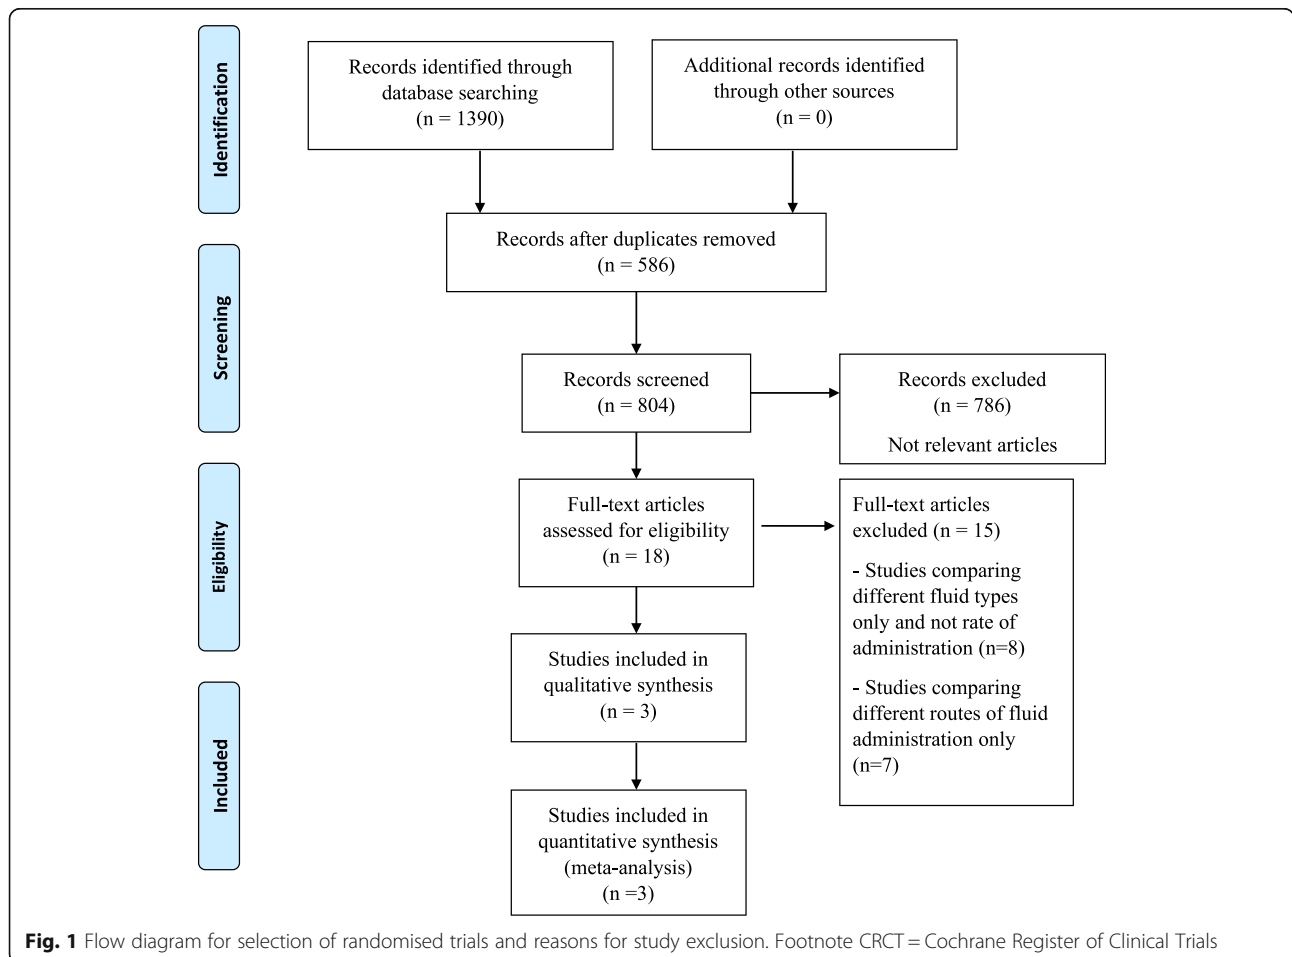 Identification
Records identified through
database searching
(n = 1390)
Additional records identified
through other sources
(n = 0)
Records after duplicates removed
(n = 586)
Screening
Records screened
(n = 804)
Records excluded
(n = 786)
Not relevant articles
Eligibility
Full-text articles
assessed for eligibility
(n = 18)
Full-text articles
excluded (n = 15)
- Studies comparing
different fluid types
only and not rate of
administration (n=8)
- Studies comparing
different routes of fluid
administration only
(n=7)
Studies included in
qualitative synthesis
(n = 3)
Included
Studies included in
quantitative synthesis
(meta-analysis)
(n =3)
Fig. 1 Flow diagram for selection of randomised trials and reasons for study exclusion. Footnote CRCT = Cochrane Register of Clinical Trials